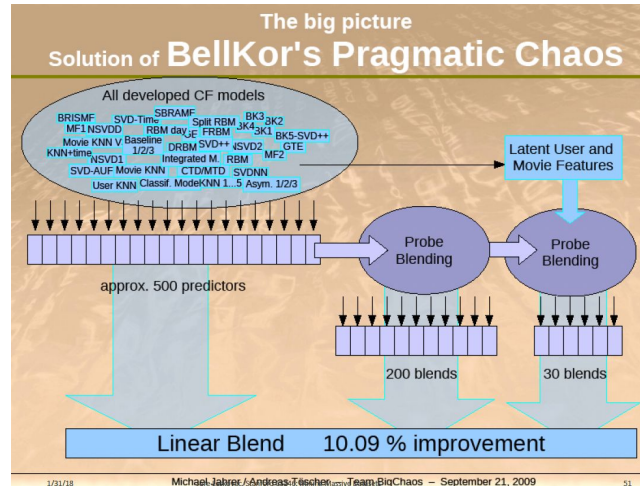 The big picture
Solution of BellKor's Pragmatic Chaos
All developed CF models
SBRAMF
BRISMF
SVD-Time
Split RBM
BK3
BK2
MF1
NSVDD
RBM day
FRBM
BK4
BK1
BK5-SVD++
Movie KNN V
Baseline
1/2/3
DRBM
SVD++
NSVD2
GTE
KNN+time
NSVD1
Integrated M.
RBM
MF2
SVD-AUF
Movie KNN
CTD/MTD
SVDNN
User KNN
Classif. Model
KNN 1...5
Asym. 1/2/3
Latent User and
Movie Features
Probe
Blending
Probe
Blending
approx. 500 predictors
200 blends
30 blends
Linear Blend 10.09 % improvement
1/31/18
Michael Jahrer / Andreas Töscher – Team BigChaos – September 21, 2009
51